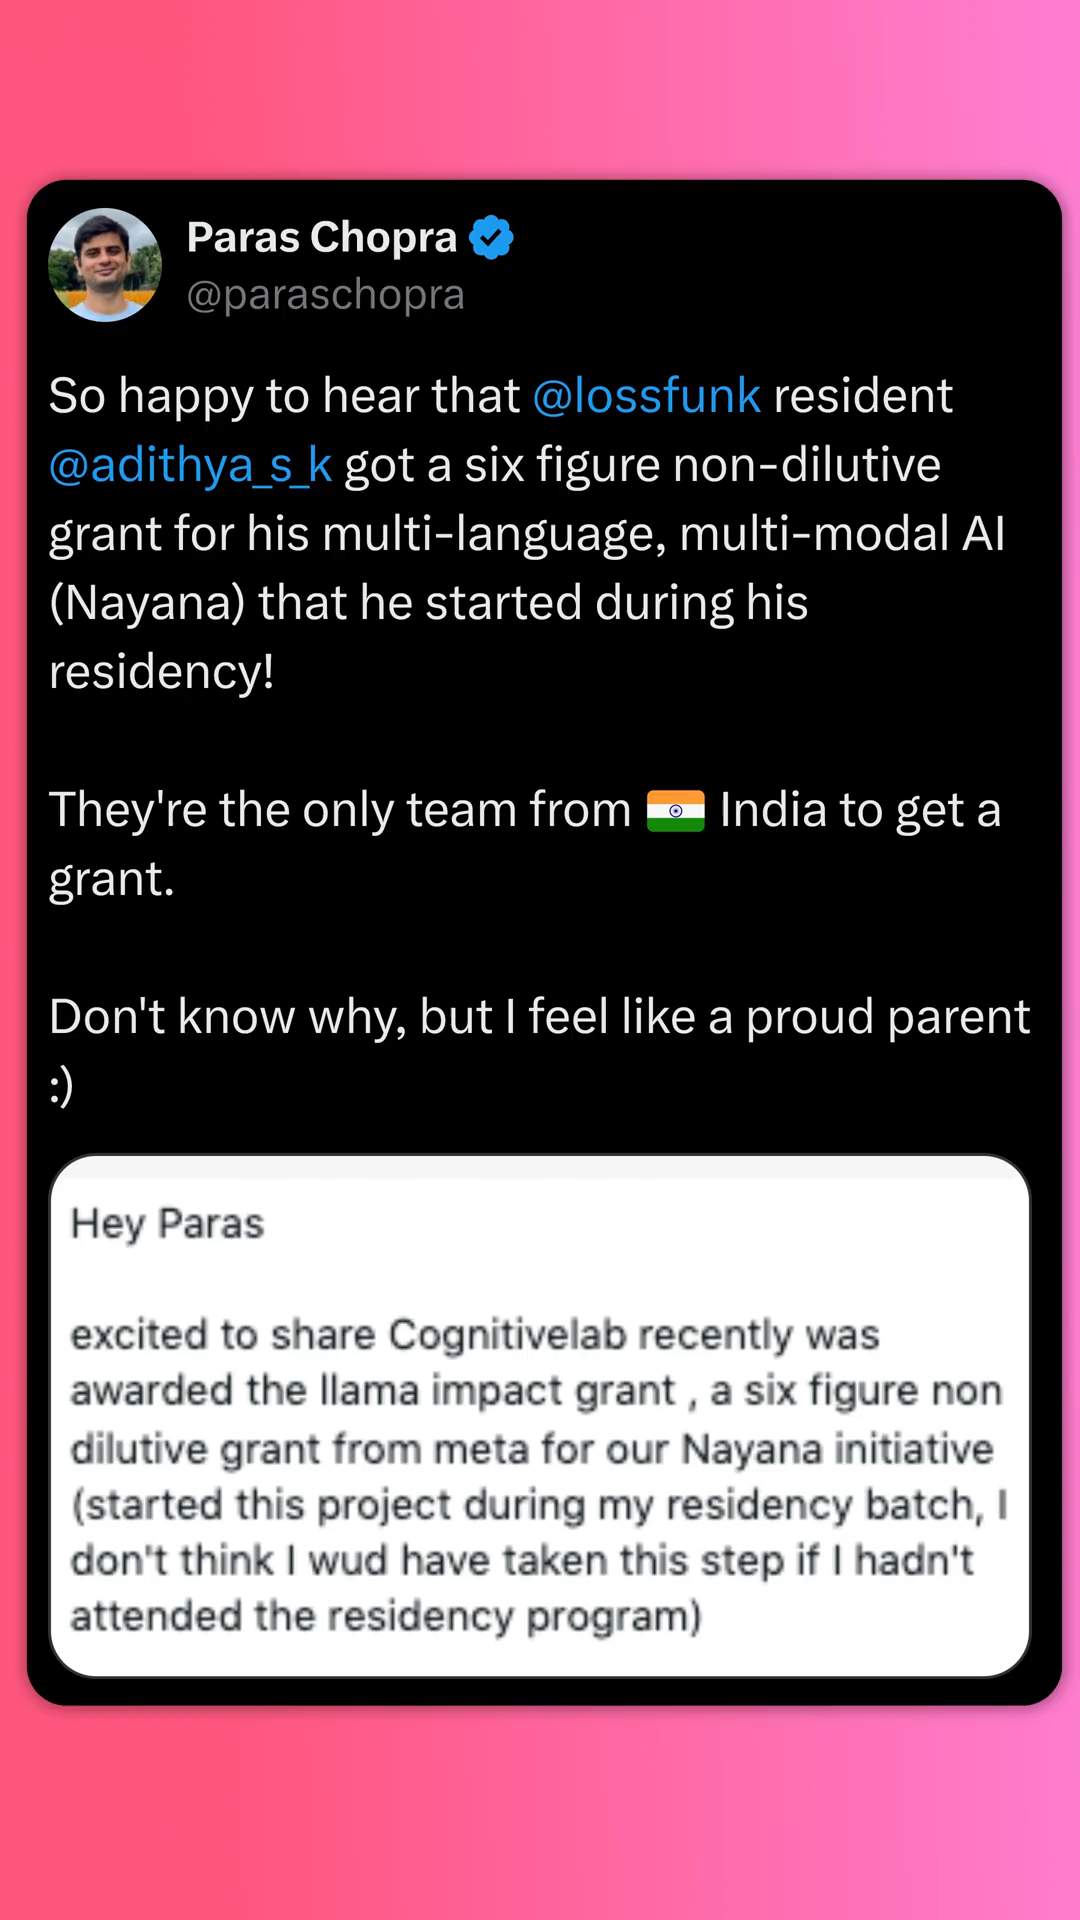 Paras Chopra
@paraschopra
So happy to hear that @lossfunk resident
@adithya_s_k got a six figure non-dilutive
grant for his multi-language, multi-modal AI
(Nayana) that he started during his
residency!
They're the only team from 🇮🇳 India to get a
grant.
Don't know why, but I feel like a proud parent
:)
Hey Paras
excited to share Cognitivelab recently was
awarded the llama impact grant , a six figure non
dilutive grant from meta for our Nayana initiative
(started this project during my residency batch, I
don't think I wud have taken this step if I hadn't
attended the residency program)